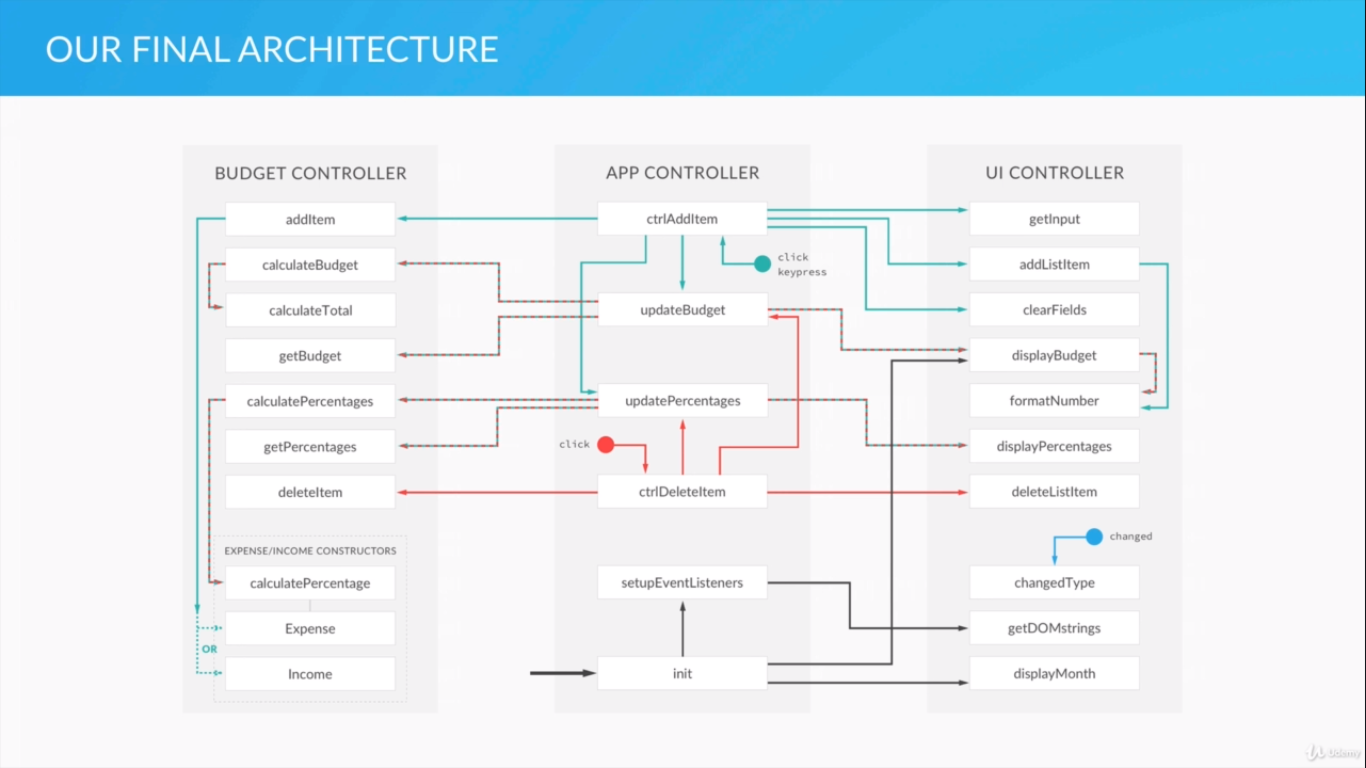 OUR FINAL ARCHITECTURE
BUDGET CONTROLLER
addItem
calculateBudget
calculateTotal
getBudget
calculatePercentages
getPercentages
deleteItem
EXPENSE/INCOME CONSTRUCTORS
calculatePercentage
Expense
OR
Income
APP CONTROLLER
ctrlAddItem
click
keypress
updateBudget
updatePercentages
click
ctrlDeleteItem
setupEventListeners
init
UI CONTROLLER
getInput
addListItem
clearFields
displayBudget
formatNumber
displayPercentages
deleteListItem
changed
changedType
getDOMstrings
displayMonth
Udemy